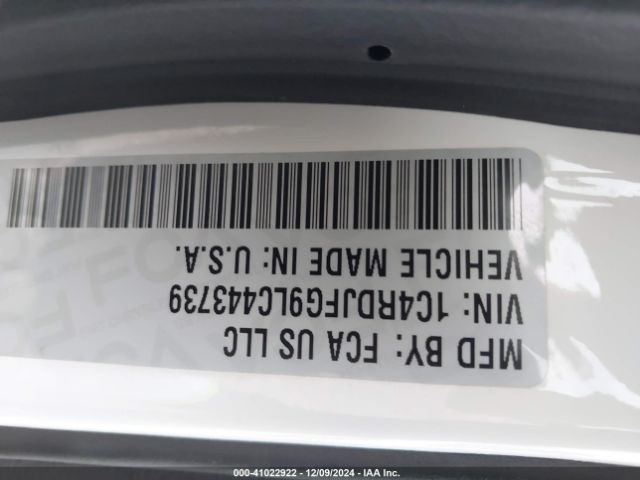 MFD BY: FCA US LLC
VIN: 1C4RDJFG9LC443739
VEHICLE MADE IN: U.S.A.
000-41022922 • 12/09/2024 - IAA Inc.